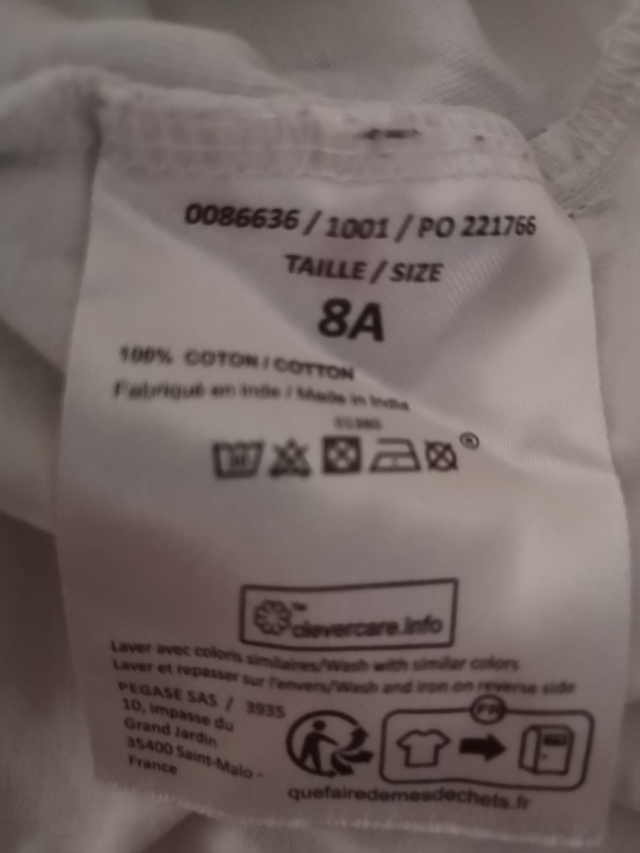 0086636 / 1001 / PO 221766
TAILLE / SIZE
8A
100% COTON / COTTON
Fabriqué en Inde / Made in India
®
™
clevercare.info
Laver avec coloris similaires/Wash with similar colors
Laver et repasser sur l'envers/Wash and iron on reverse side
PEGASE SAS / 3935
10, impasse du
Grand Jardin
35400 Saint-Malo -
France
FR
quefairedemesdechets.fr